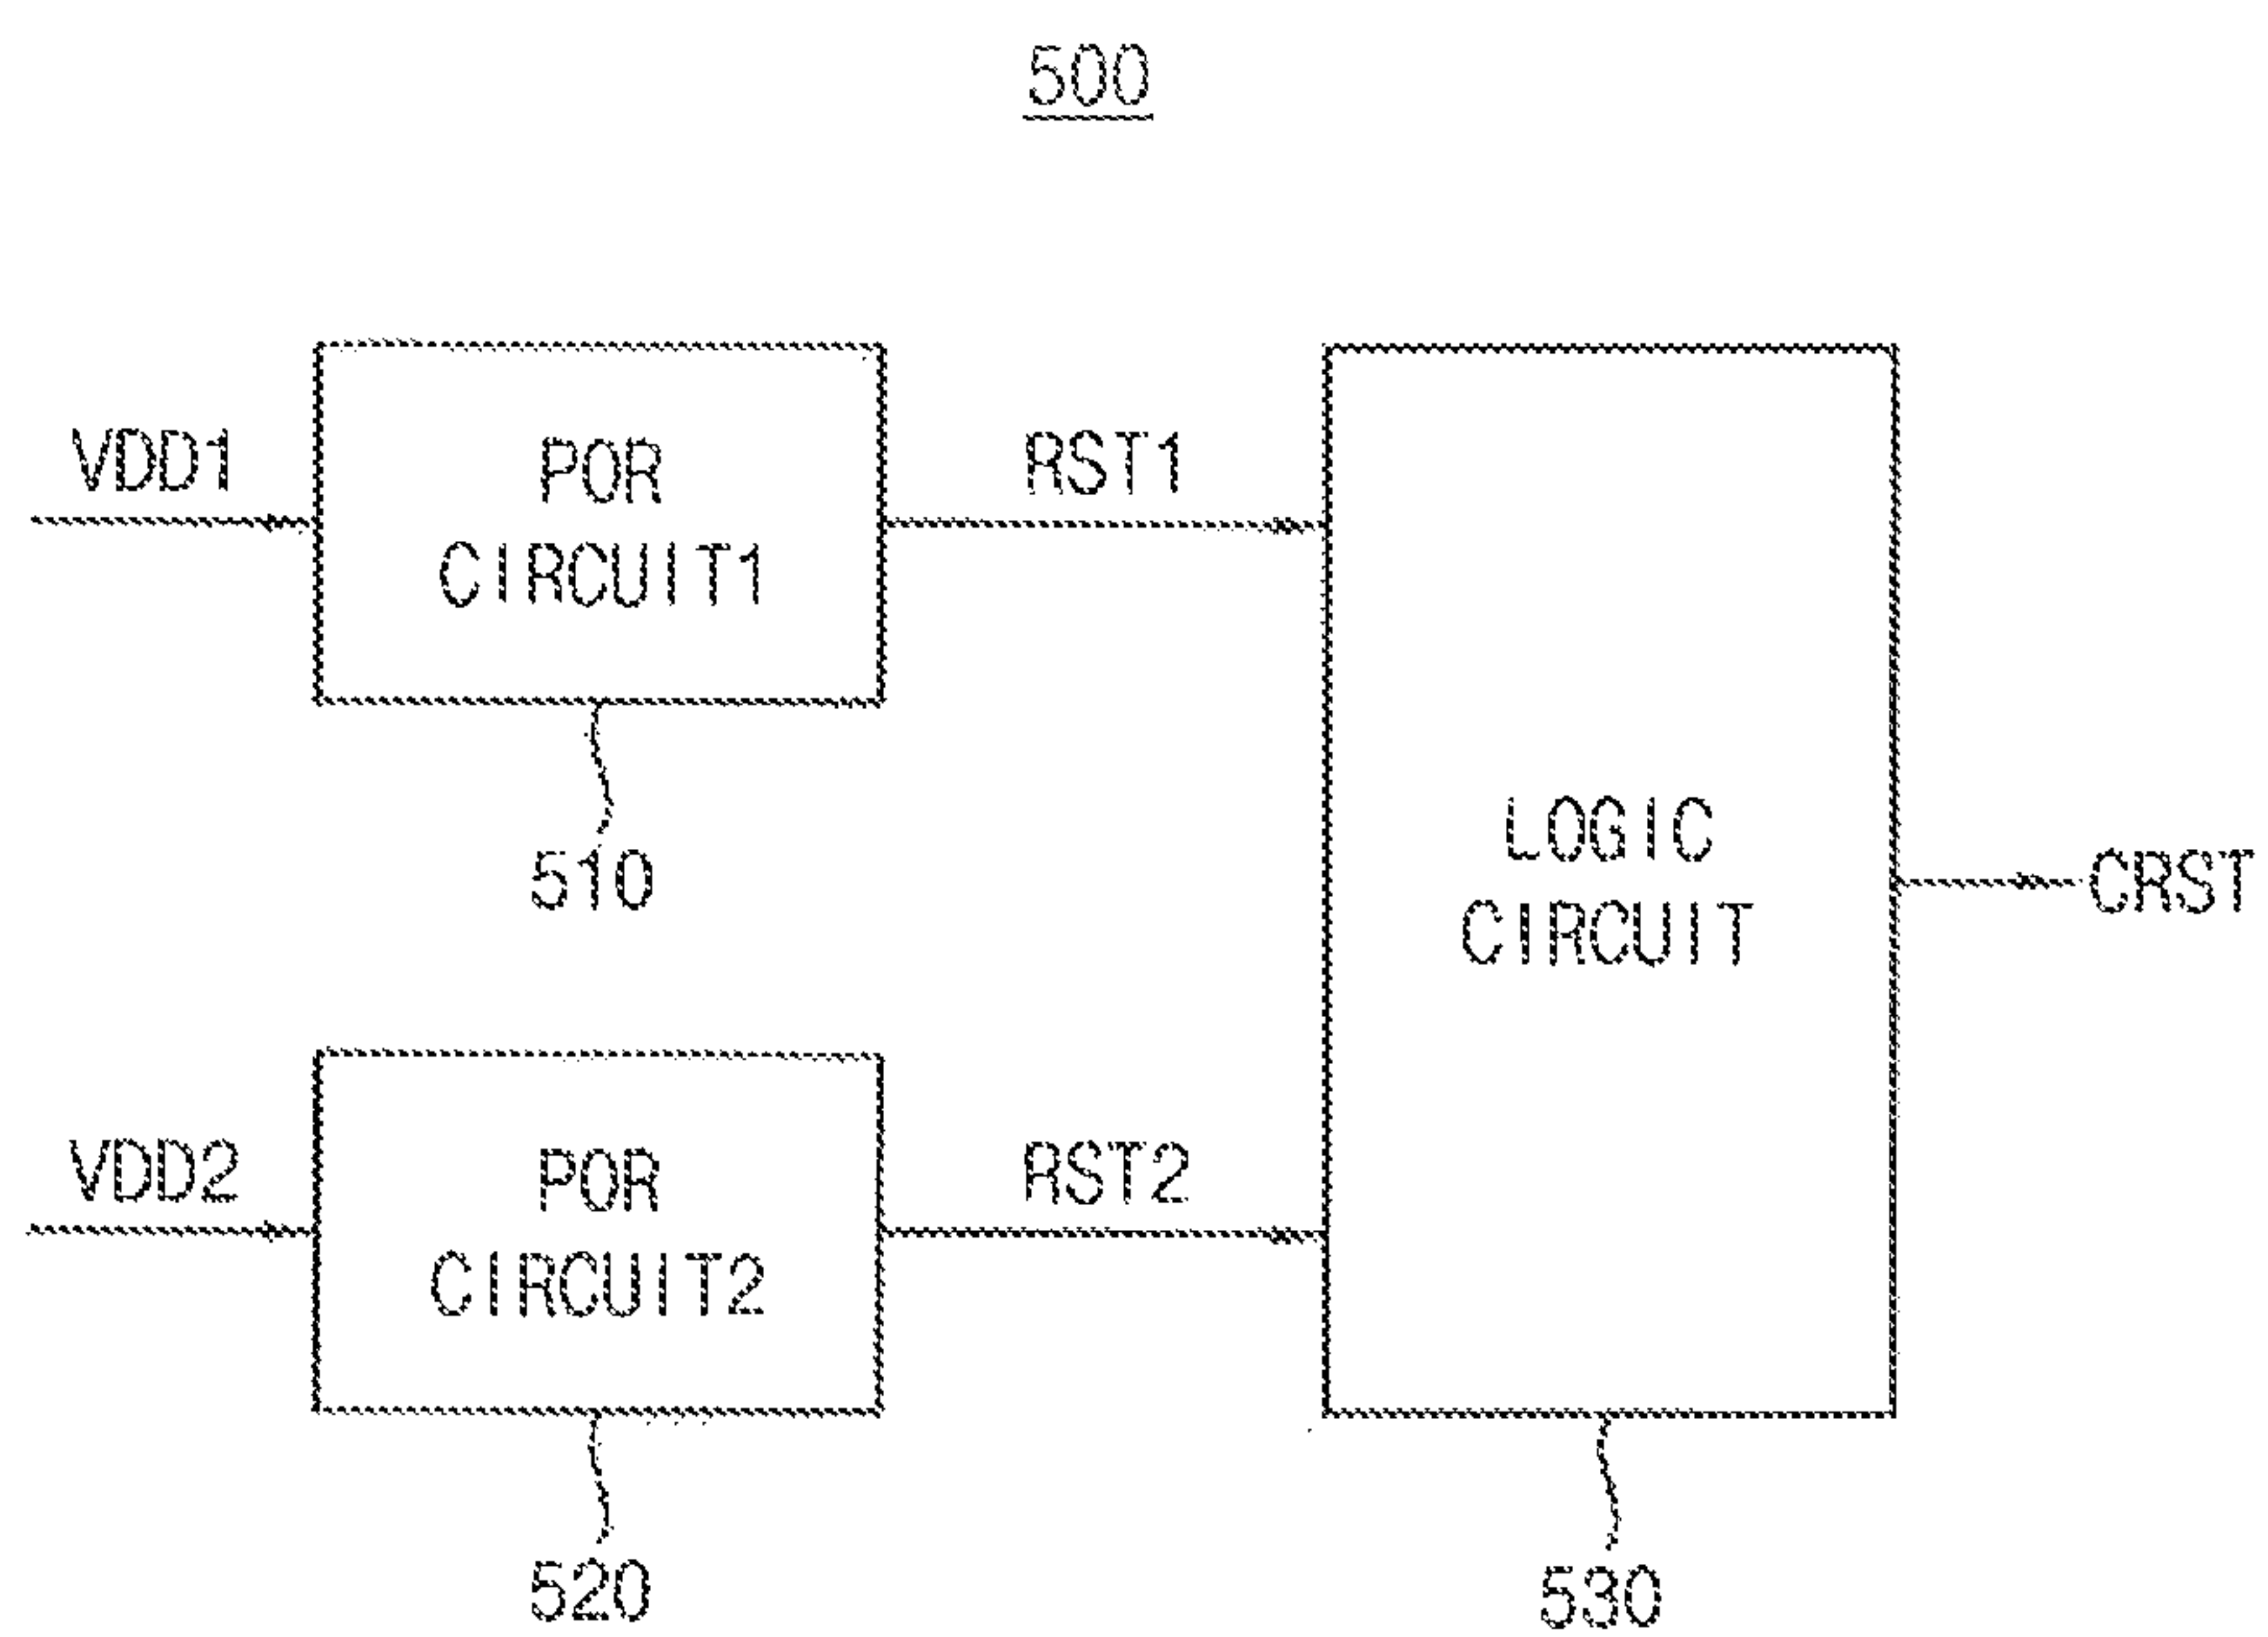 500
VDD1
POR
CIRCUIT1
RST1
510
LOGIC
CIRCUIT
CRST
VDD2
POR
CIRCUIT2
RST2
520
530